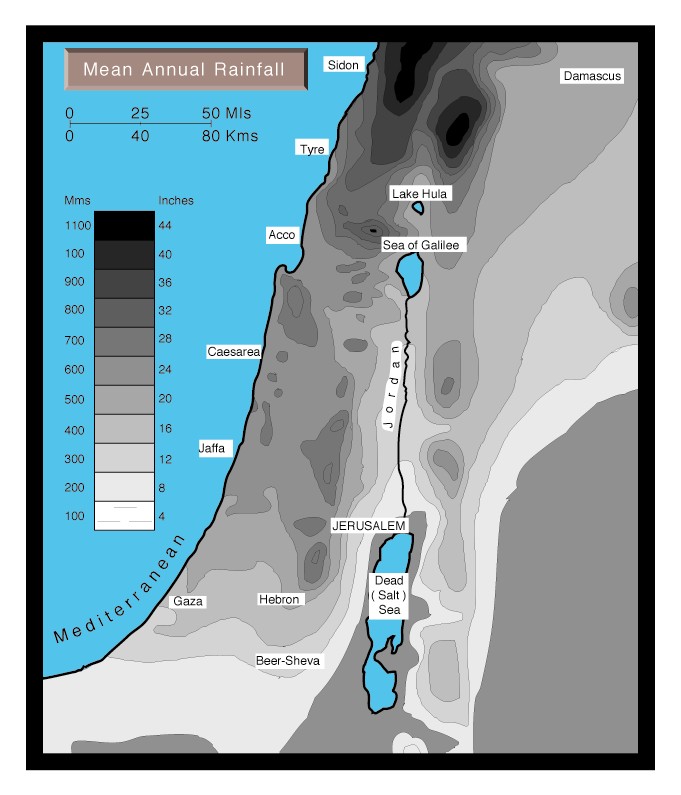 Mean Annual Rainfall
0 25 50 Mls
0 40 80 Kms
Sidon
Damascus
Tyre
Lake Hula
Acco
Sea of Galilee
Mms Inches
1100 44
100 40
900 36
800 32
700 28
600 24
500 20
400 16
300 12
200 8
100 4
Caesarea
Jordan
Jaffa
JERUSALEM
Mediterranean
Dead
( Salt )
Sea
Gaza
Hebron
Beer-Sheva